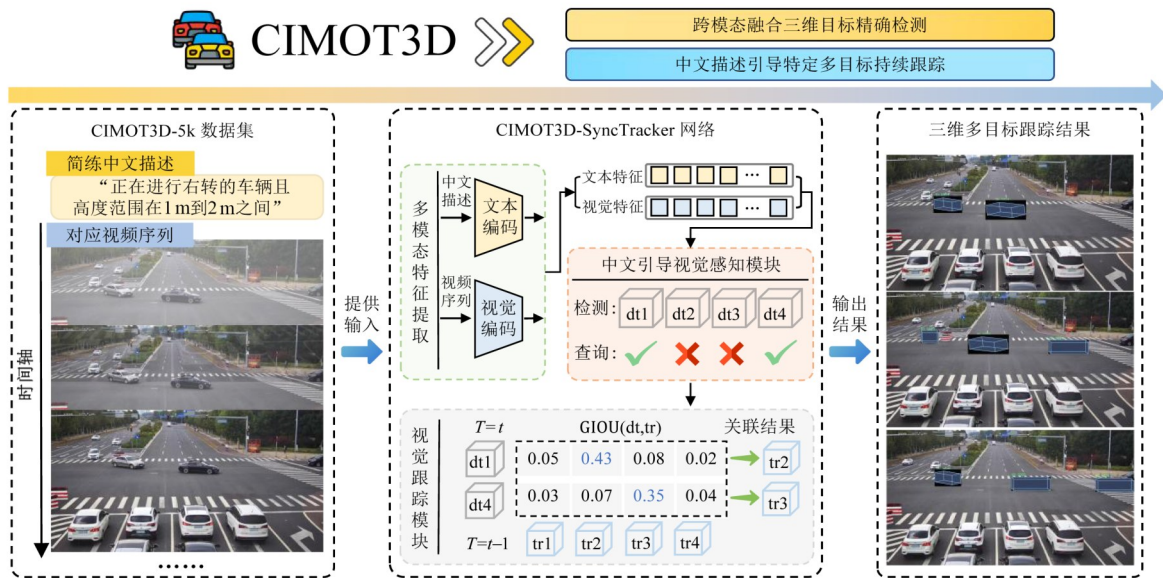 CIMOT3D
跨模态融合三维目标精确检测
中文描述引导特定多目标持续跟踪
CIMOT3D-5k 数据集
简练中文描述
“正在进行右转的车辆且
高度范围在1 m到2 m之间”
对应视频序列
时间轴
……
提供
输入
CIMOT3D-SyncTracker 网络
多模态特征提取
中文
描述
文本
编码
视频
序列
视觉
编码
文本特征
···
视觉特征
···
中文引导视觉感知模块
检测:
dt1
dt2
dt3
dt4
查询:
视觉跟踪模块
T=t
GIOU(dt,tr)
关联结果
dt1
0.05 0.43 0.08 0.02
tr2
dt4
0.03 0.07 0.35 0.04
tr3
T=t–1
tr1
tr2
tr3
tr4
输出
结果
三维多目标跟踪结果